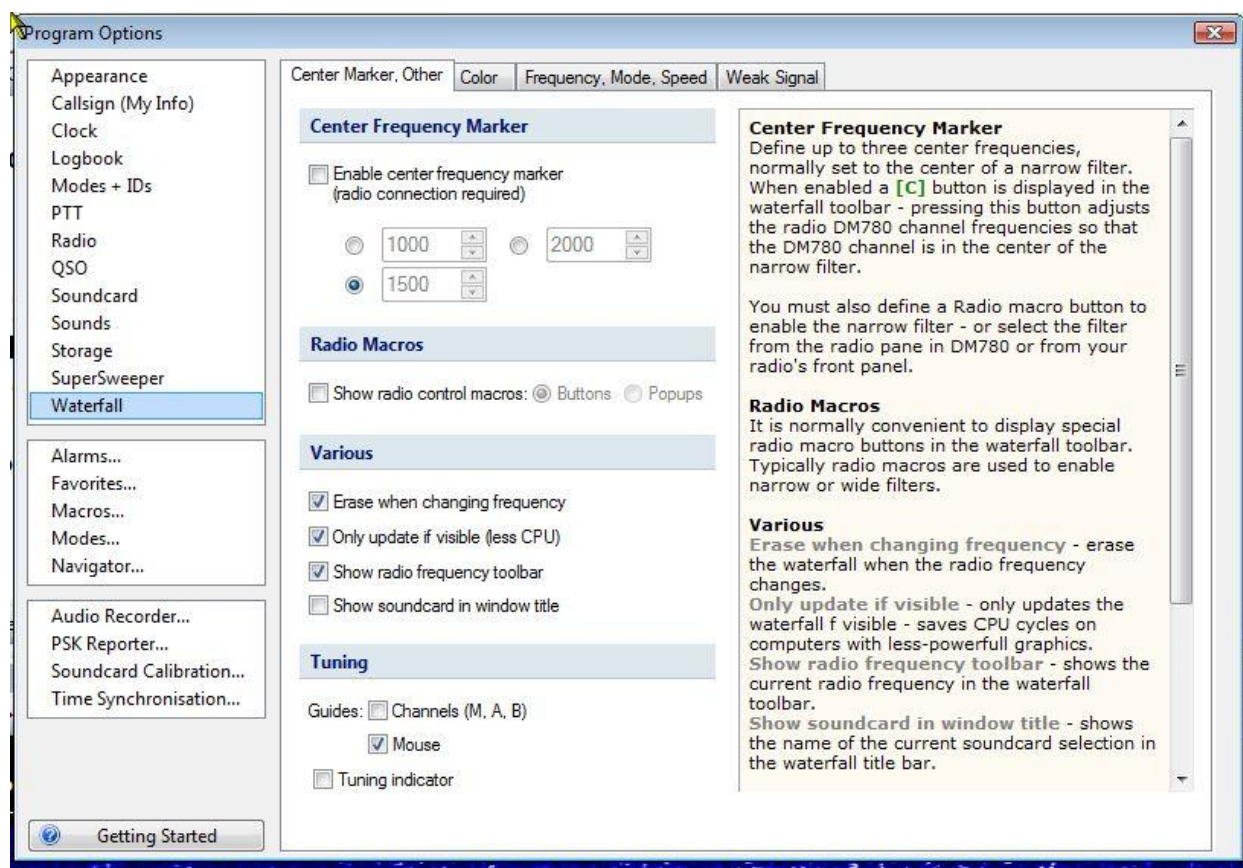 Program Options
Appearance
Callsign (My Info)
Clock
Logbook
Modes + IDs
PTT
Radio
QSO
Soundcard
Sounds
Storage
SuperSweeper
Waterfall
Alarms...
Favorites...
Macros...
Modes...
Navigator...
Audio Recorder...
PSK Reporter...
Soundcard Calibration...
Time Synchronisation...
Getting Started
Center Marker, Other Color Frequency, Mode, Speed Weak Signal
Center Frequency Marker
Enable center frequency marker
(radio connection required)
1000 2000
1500
Radio Macros
Show radio control macros: Buttons Popups
Various
Erase when changing frequency
Only update if visible (less CPU)
Show radio frequency toolbar
Show soundcard in window title
Tuning
Guides: Channels (M, A, B)
Mouse
Tuning indicator
Center Frequency Marker
Define up to three center frequencies,
normally set to the center of a narrow filter.
When enabled a [C] button is displayed in the
waterfall toolbar - pressing this button adjusts
the radio DM780 channel frequencies so that
the DM780 channel is in the center of the
narrow filter.
You must also define a Radio macro button to
enable the narrow filter - or select the filter
from the radio pane in DM780 or from your
radio's front panel.
Radio Macros
It is normally convenient to display special
radio macro buttons in the waterfall toolbar.
Typically radio macros are used to enable
narrow or wide filters.
Various
Erase when changing frequency - erase
the waterfall when the radio frequency
changes.
Only update if visible - only updates the
waterfall f visible - saves CPU cycles on
computers with less-powerfull graphics.
Show radio frequency toolbar - shows the
current radio frequency in the waterfall
toolbar.
Show soundcard in window title - shows
the name of the current soundcard selection in
the waterfall title bar.